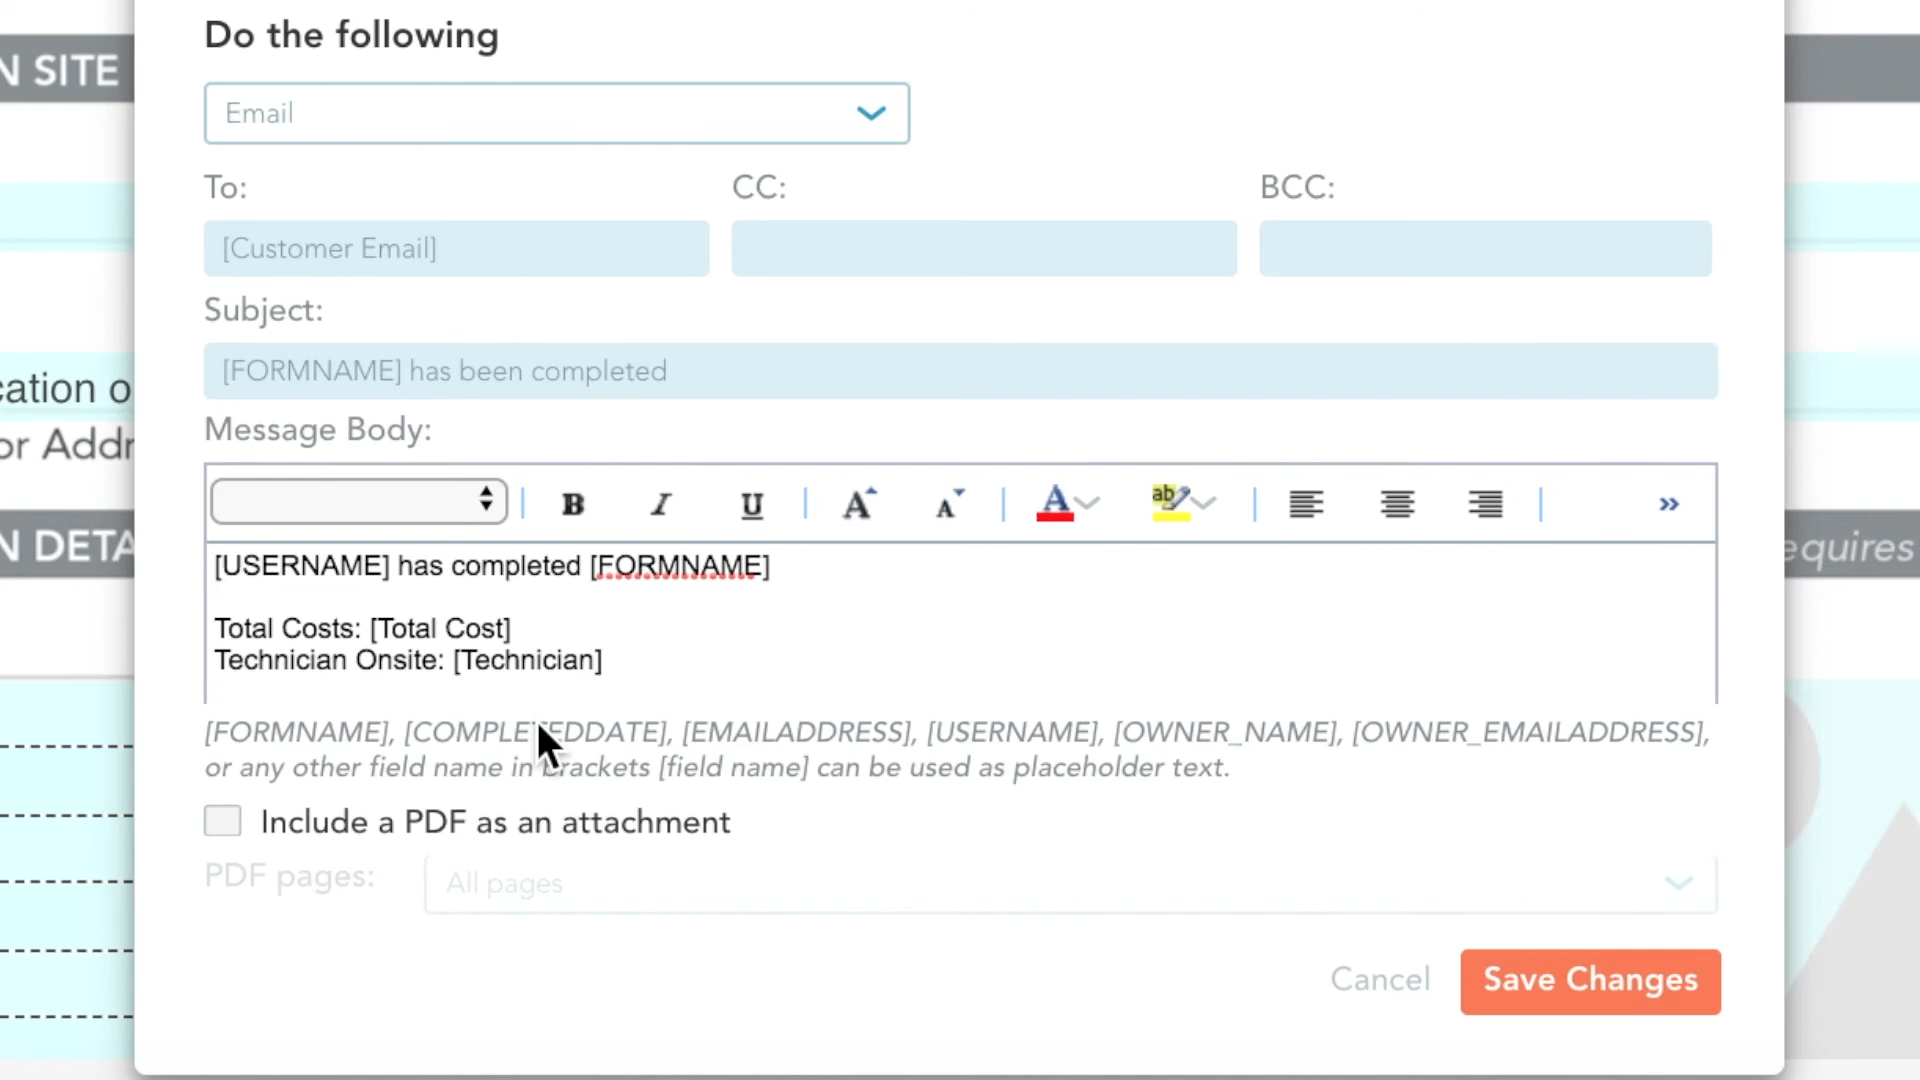 Do the following
N SITE
Email
To:
CC:
BCC:
[Customer Email]
Subject:
[FORMNAME] has been completed
cation o
or Addr
Message Body:
B I U A A A ab
N DETA
equires
[USERNAME] has completed [FORMNAME]
Total Costs: [Total Cost]
Technician Onsite: [Technician]
[FORMNAME], [COMPLETEDDATE], [EMAILADDRESS], [USERNAME], [OWNER_NAME], [OWNER_EMAILADDRESS],
or any other field name in brackets [field name] can be used as placeholder text.
Include a PDF as an attachment
PDF pages:
All pages
Cancel
Save Changes